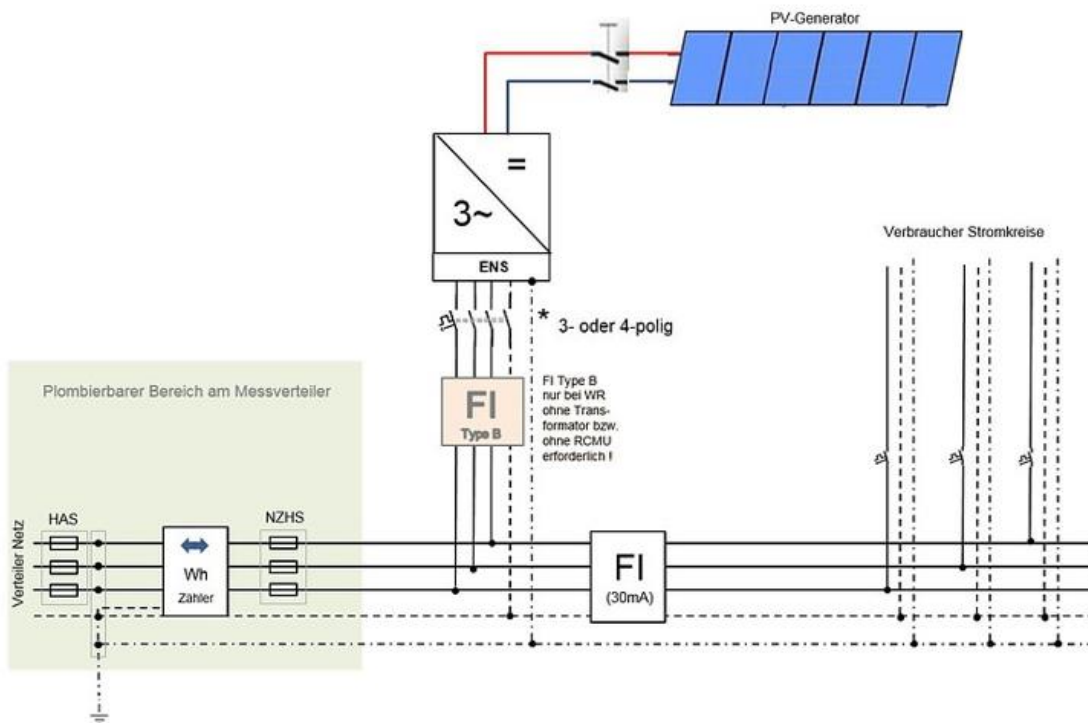 PV-Generator
=
3~
ENS
Verbraucher Stromkreise
* 3- oder 4-polig
Plombierbarer Bereich am Messverteiler
FI
Type B
FI Type B
nur bei WR
ohne Trans-
formator bzw.
ohne RCMU
erforderlich !
HAS
NZHS
Verteiler Netz
Wh
Zähler
FI
(30mA)